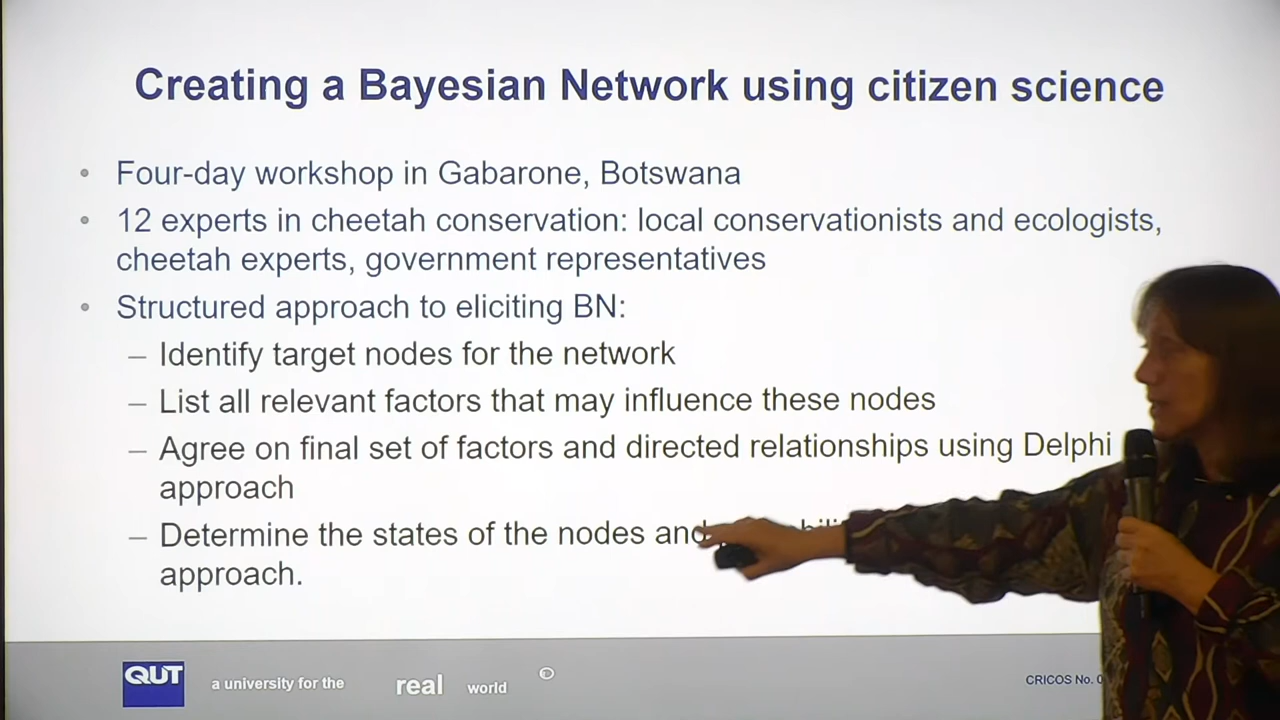 Creating a Bayesian Network using citizen science
• Four-day workshop in Gabarone, Botswana
• 12 experts in cheetah conservation: local conservationists and ecologists,
cheetah experts, government representatives
• Structured approach to eliciting BN:
– Identify target nodes for the network
– List all relevant factors that may influence these nodes
– Agree on final set of factors and directed relationships using Delphi
approach
– Determine the states of the nodes and
approach.
QUT a university for the real world
CRICOS No. 0